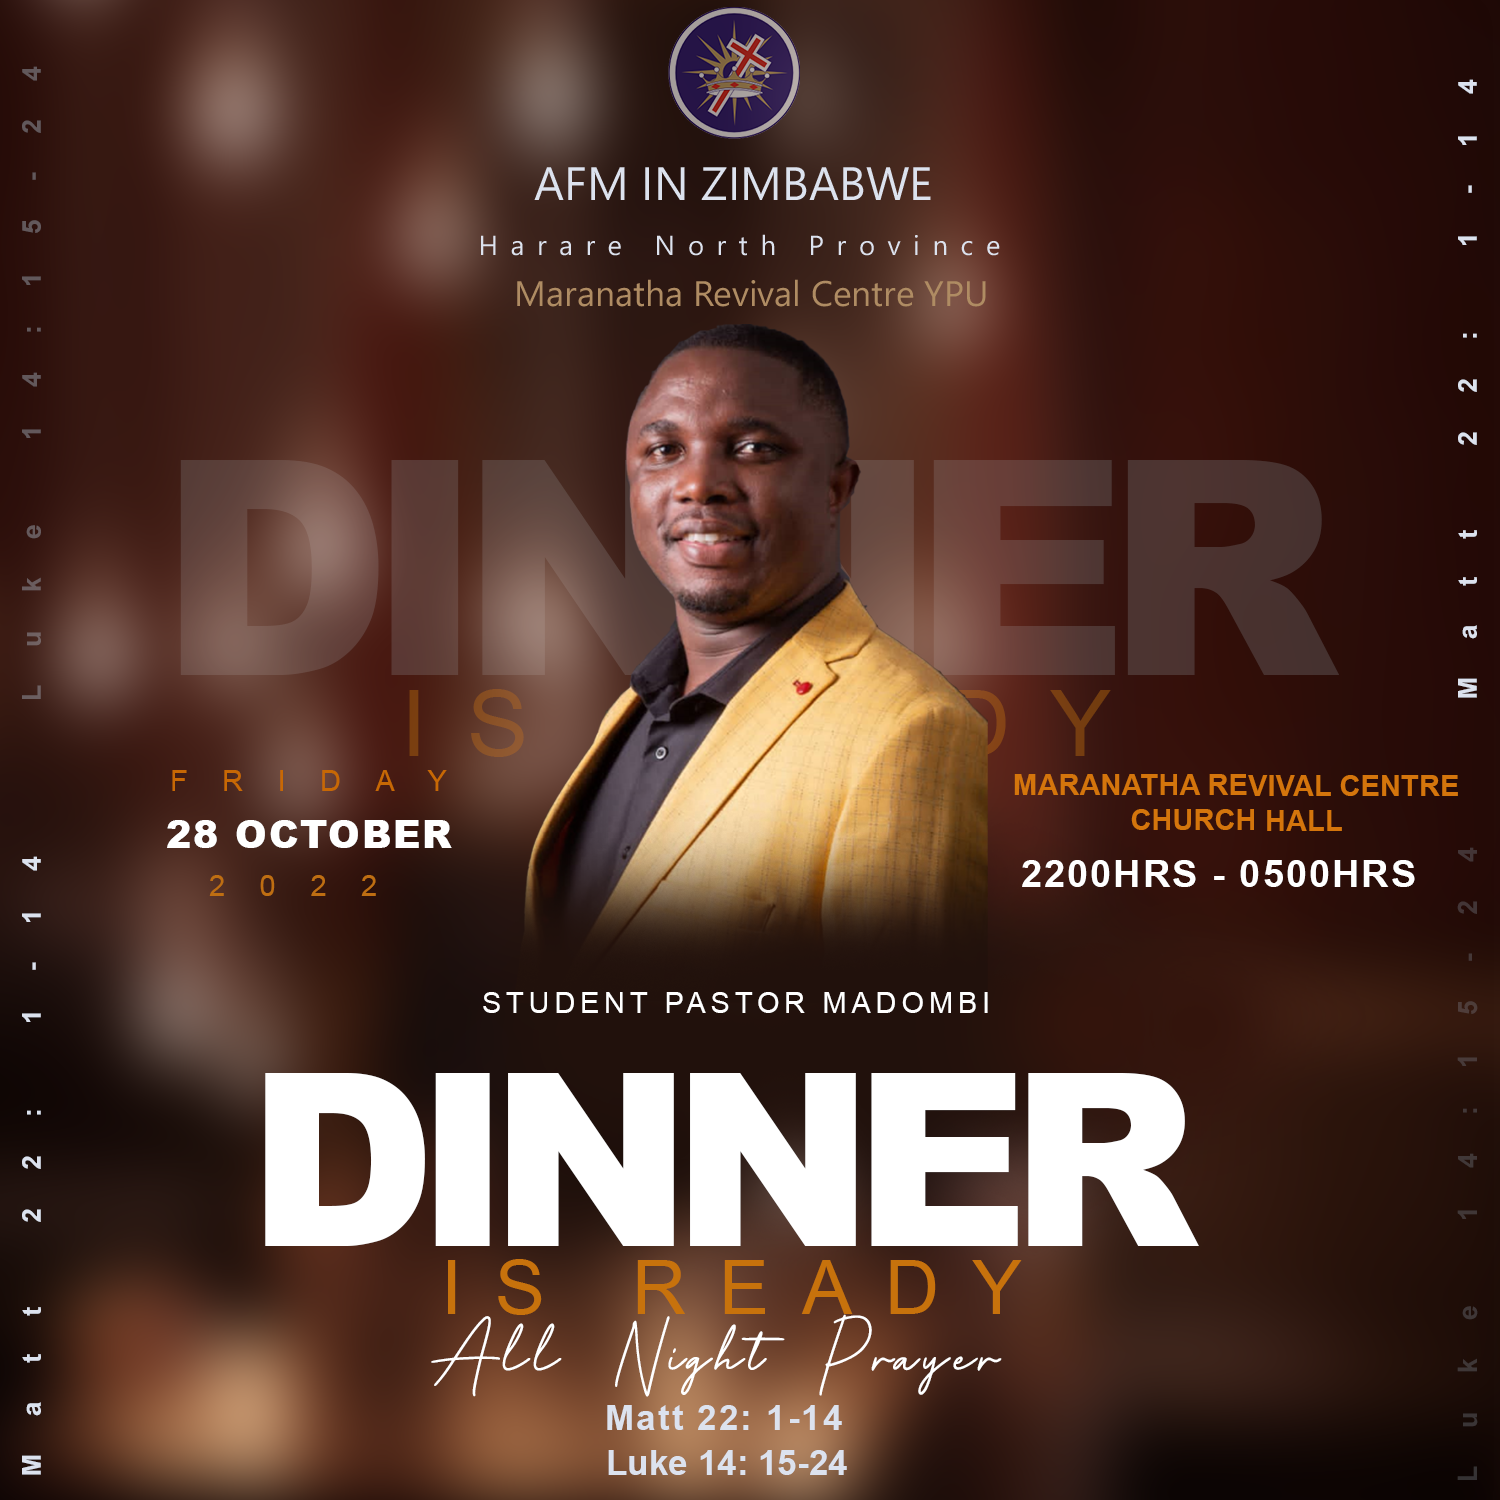 AFM IN ZIMBABWE
Harare North Province
Maranatha Revival Centre YPU
Luke 14:15-24
Matt 22: 1-14
DINNER
IS READY
FRIDAY
28 OCTOBER
2022
MARANATHA REVIVAL CENTRE
CHURCH HALL
2200HRS - 0500HRS
Matt 22: 1-14
Luke 14:15-24
STUDENT PASTOR MADOMBI
DINNER
IS READY
All Night Prayer
Matt 22: 1-14
Luke 14: 15-24